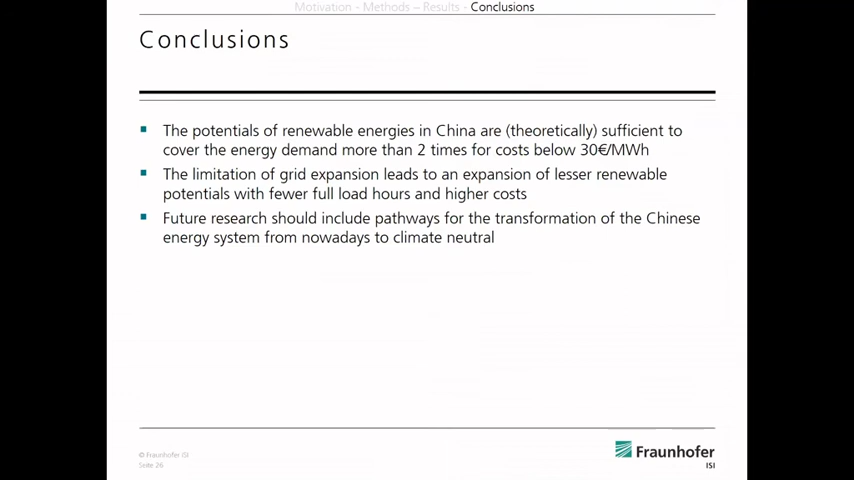 Motivation - Methods – Results - Conclusions
Conclusions
The potentials of renewable energies in China are (theoretically) sufficient to
cover the energy demand more than 2 times for costs below 30€/MWh
The limitation of grid expansion leads to an expansion of lesser renewable
potentials with fewer full load hours and higher costs
Future research should include pathways for the transformation of the Chinese
energy system from nowadays to climate neutral
© Fraunhofer ISI
Seite 26
Fraunhofer
ISI